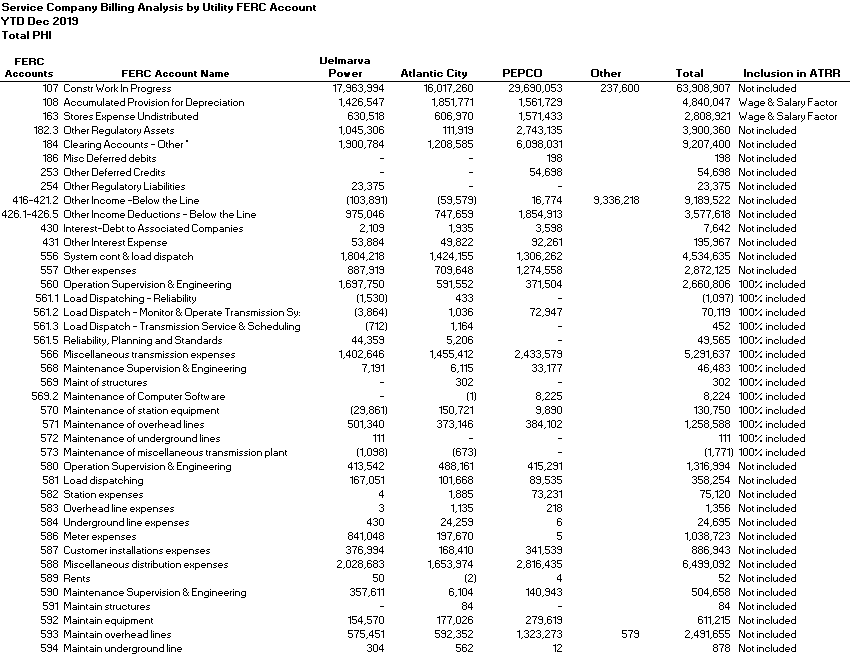 Service Company Billing Analysis by Utility FERC Account
YTD Dec 2019
Total PHI
FERC Delmarva
Accounts FERC Account Name Power Atlantic City PEPCO Other Total Inclusion in ATRR
107 Constr Work In Progress 17,963,994 16,017,260 29,690,053 237,600 63,908,907 Not included
108 Accumulated Provision for Depreciation 1,426,547 1,851,771 1,561,729 4,840,047 Wage & Salary Factor
163 Stores Expense Undistributed 630,518 606,970 1,571,433 2,808,921 Wage & Salary Factor
182.3 Other Regulatory Assets 1,045,306 111,919 2,743,135 3,900,360 Not included
184 Clearing Accounts - Other * 1,900,784 1,208,585 6,098,031 9,207,400 Not included
186 Misc Deferred debits - - 198 198 Not included
253 Other Deferred Credits - - 54,698 54,698 Not included
254 Other Regulatory Liabilities 23,375 - - 23,375 Not included
416-421.2 Other Income -Below the Line (103,891) (59,579) 16,774 9,336,218 9,189,522 Not included
426.1-426.5 Other Income Deductions - Below the Line 975,046 747,659 1,854,913 3,577,618 Not included
430 Interest-Debt to Associated Companies 2,109 1,935 3,598 7,642 Not included
431 Other Interest Expense 53,884 49,822 92,261 195,967 Not included
556 System cont & load dispatch 1,804,218 1,424,155 1,306,262 4,534,635 Not included
557 Other expenses 887,919 709,648 1,274,558 2,872,125 Not included
560 Operation Supervision & Engineering 1,697,750 591,552 371,504 2,660,806 100% included
561.1 Load Dispatching - Reliability (1,530) 433 - (1,097) 100% included
561.2 Load Dispatch - Monitor & Operate Transmission Sy: (3,864) 1,036 72,947 70,119 100% included
561.3 Load Dispatch - Transmission Service & Scheduling (712) 1,164 - 452 100% included
561.5 Reliability, Planning and Standards 44,359 5,206 - 49,565 100% included
566 Miscellaneous transmission expenses 1,402,646 1,455,412 2,433,579 5,291,637 100% included
568 Maintenance Supervision & Engineering 7,191 6,115 33,177 46,483 100% included
569 Maint of structures - 302 - 302 100% included
569.2 Maintenance of Computer Software - (1) 8,225 8,224 100% included
570 Maintenance of station equipment (29,861) 150,721 9,890 130,750 100% included
571 Maintenance of overhead lines 501,340 373,146 384,102 1,258,588 100% included
572 Maintenance of underground lines 111 - - 111 100% included
573 Maintenance of miscellaneous transmission plant (1,098) (673) - (1,771) 100% included
580 Operation Supervision & Engineering 413,542 488,161 415,291 1,316,994 Not included
581 Load dispatching 167,051 101,668 89,535 358,254 Not included
582 Station expenses 4 1,885 73,231 75,120 Not included
583 Overhead line expenses 3 1,135 218 1,356 Not included
584 Underground line expenses 430 24,259 6 24,695 Not included
586 Meter expenses 841,048 197,670 5 1,038,723 Not included
587 Customer installations expenses 376,994 168,410 341,539 886,943 Not included
588 Miscellaneous distribution expenses 2,028,683 1,653,974 2,816,435 6,499,092 Not included
589 Rents 50 (2) 4 52 Not included
590 Maintenance Supervision & Engineering 357,611 6,104 140,943 504,658 Not included
591 Maintain structures - 84 - 84 Not included
592 Maintain equipment 154,570 177,026 279,619 611,215 Not included
593 Maintain overhead lines 575,451 592,352 1,323,273 579 2,491,655 Not included
594 Maintain underground line 304 562 12 878 Not included